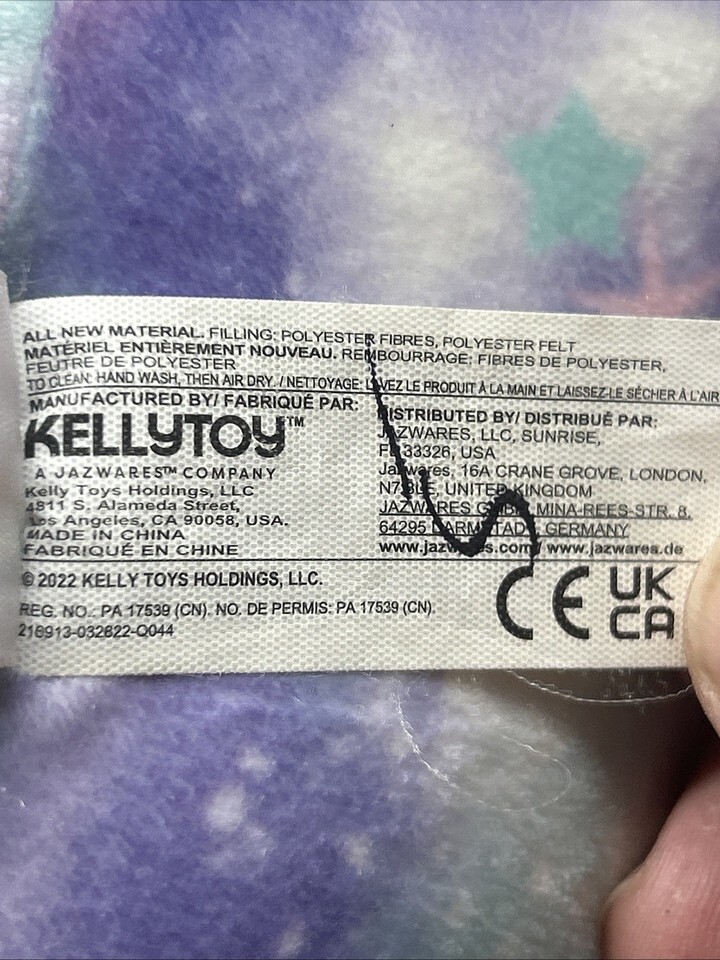 ALL NEW MATERIAL. FILLING: POLYESTER FIBRES, POLYESTER FELT
MATÉRIEL ENTIÈREMENT NOUVEAU. REMBOURRAGE: FIBRES DE POLYESTER,
FEUTRE DE POLYESTER
TO CLEAN: HAND WASH, THEN AIR DRY. / NETTOYAGE: LAVEZ LE PRODUIT À LA MAIN ET LAISSEZ-LE SÉCHER À L'AIR
MANUFACTURED BY/ FABRIQUÉ PAR:
KELLYTOY™
A JAZWARES™ COMPANY
Kelly Toys Holdings, LLC
4811 S. Alameda Street,
Los Angeles, CA 90058, USA.
MADE IN CHINA
FABRIQUÉ EN CHINE
DISTRIBUTED BY/ DISTRIBUÉ PAR:
JAZWARES, LLC, SUNRISE,
FL 33326, USA
Jazwares, 16A CRANE GROVE, LONDON,
N7 8LE, UNITED KINGDOM
JAZWARES GMBH, MINA-REES-STR. 8,
64295 DARMSTADT, GERMANY
www.jazwares.com/ www.jazwares.de
© 2022 KELLY TOYS HOLDINGS, LLC.
REG. NO.: PA 17539 (CN). NO. DE PERMIS: PA 17539 (CN).
216913-032822-Q044
CE
UK
CA